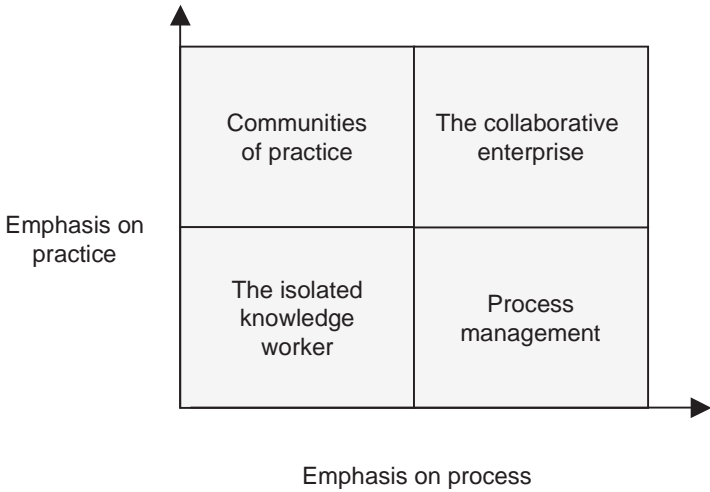 Communities
of practice
The collaborative
enterprise
Emphasis on
practice
The isolated
knowledge
worker
Process
management
Emphasis on process